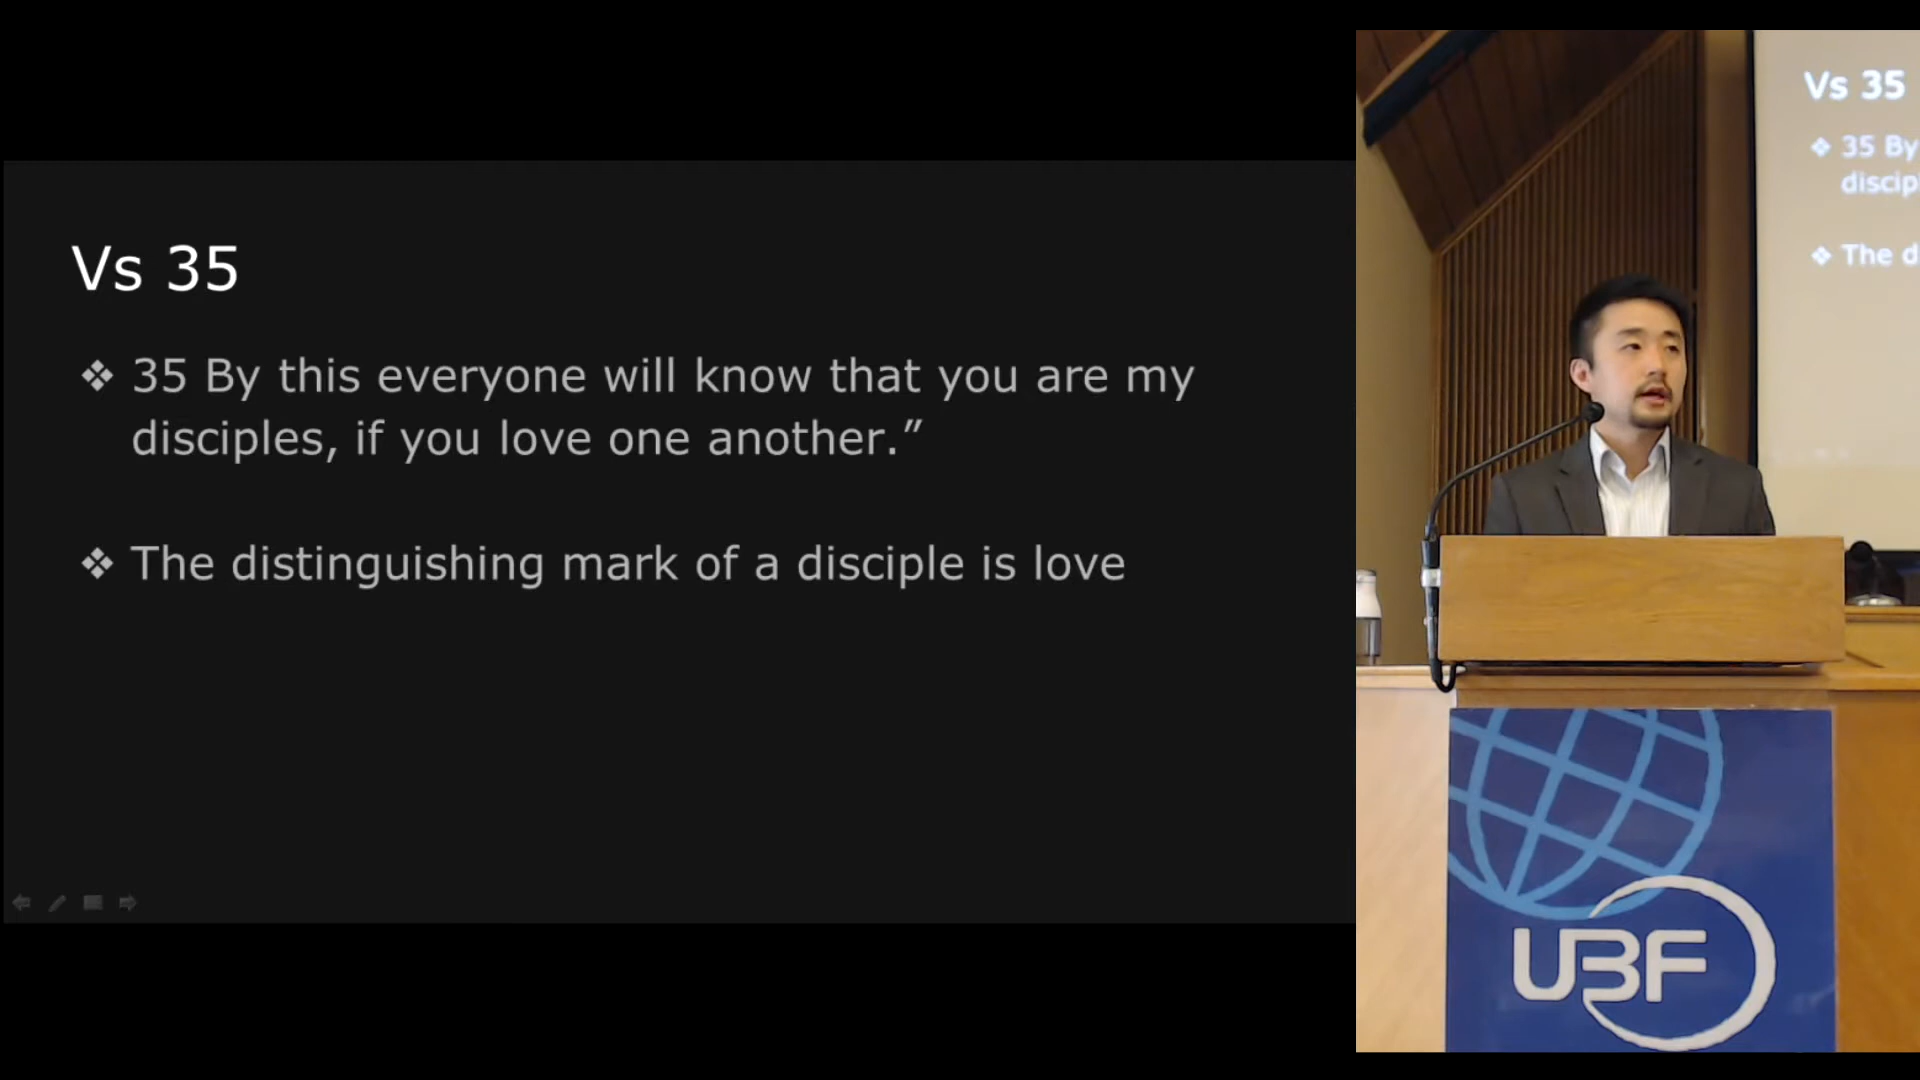 Vs 35
❖ 35 By this everyone will know that you are my
disciples, if you love one another.”
❖ The distinguishing mark of a disciple is love
Vs 35
❖ 35 By
discip
❖ The d
UBF